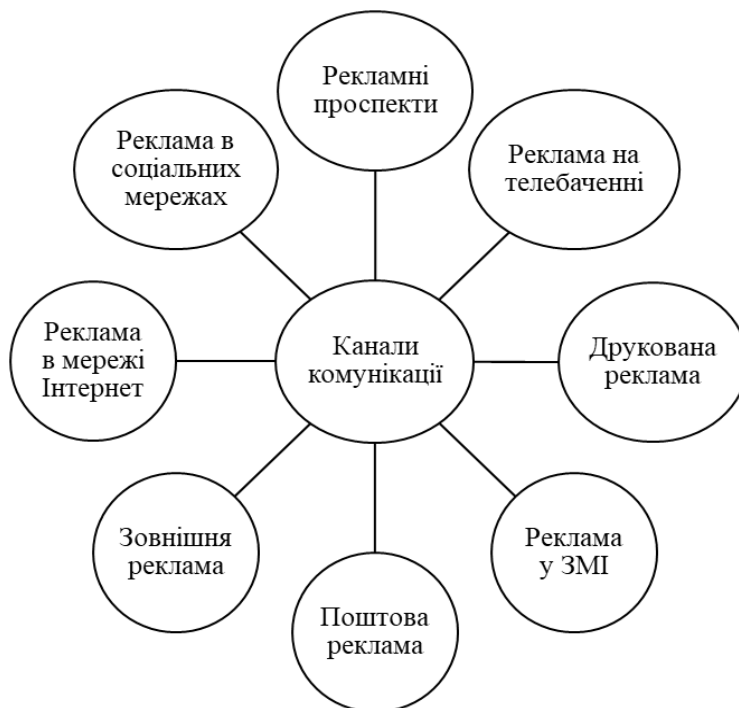 Рекламні
проспекти
Реклама на
телебаченні
Друкована
реклама
Реклама
у ЗМІ
Поштова
реклама
Зовнішня
реклама
Реклама
в мережі
Інтернет
Реклама в
соціальних
мережах
Канали
комунікації